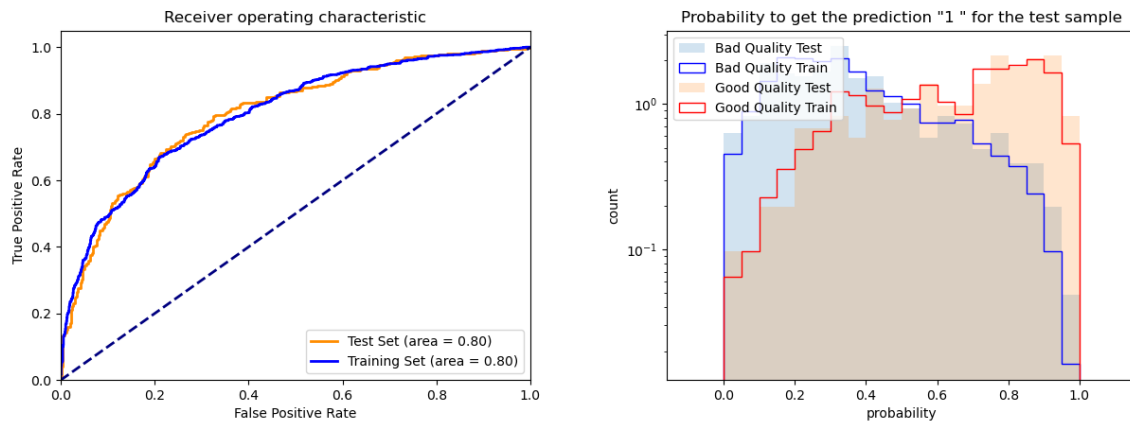 Receiver operating characteristic
1.0
0.8
0.6
0.4
0.2
0.0
True Positive Rate
0.0
0.2
0.4
0.6
0.8
1.0
False Positive Rate
Test Set (area = 0.80)
Training Set (area = 0.80)
Probability to get the prediction "1 " for the test sample
Bad Quality Test
Bad Quality Train
Good Quality Test
Good Quality Train
10⁰
10⁻¹
count
0.0
0.2
0.4
0.6
0.8
1.0
probability